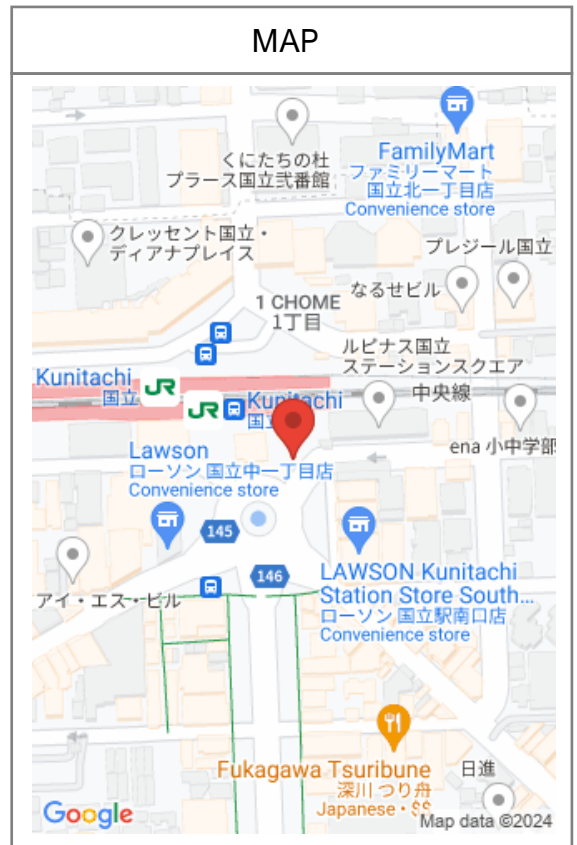 MAP
くにたちの杜
プラース国立弐番館
FamilyMart
ファミリーマート
国立北一丁目店
Convenience store
クレッセント国立・
ディアナプレイス
プレジール国立
なるせビル
1 CHOME
1丁目
ルピナス国立
ステーションスクエア
Kunitachi
国立
JR
JR
Kunitachi
中央線
ena 小中学部
Lawson
ローソン 国立中一丁目店
Convenience store
145
146
LAWSON Kunitachi
Station Store South...
ローソン 国立駅南口店
Convenience store
アイ・エス・ビル
Fukagawa Tsuribune
深川 つり舟
Japanese・$$
日進
Google
Map data ©2024